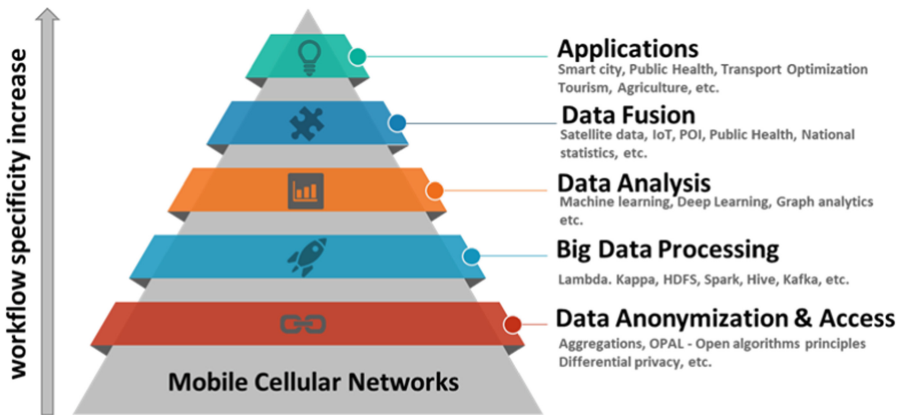 workflow specificity increase
Applications
Smart city, Public Health, Transport Optimization
Tourism, Agriculture, etc.
Data Fusion
Satellite data, IoT, POI, Public Health, National
statistics, etc.
Data Analysis
Machine learning, Deep Learning, Graph analytics
etc.
Big Data Processing
Lambda. Kappa, HDFS, Spark, Hive, Kafka, etc.
Data Anonymization & Access
Aggregations, OPAL - Open algorithms principles
Differential privacy, etc.
Mobile Cellular Networks